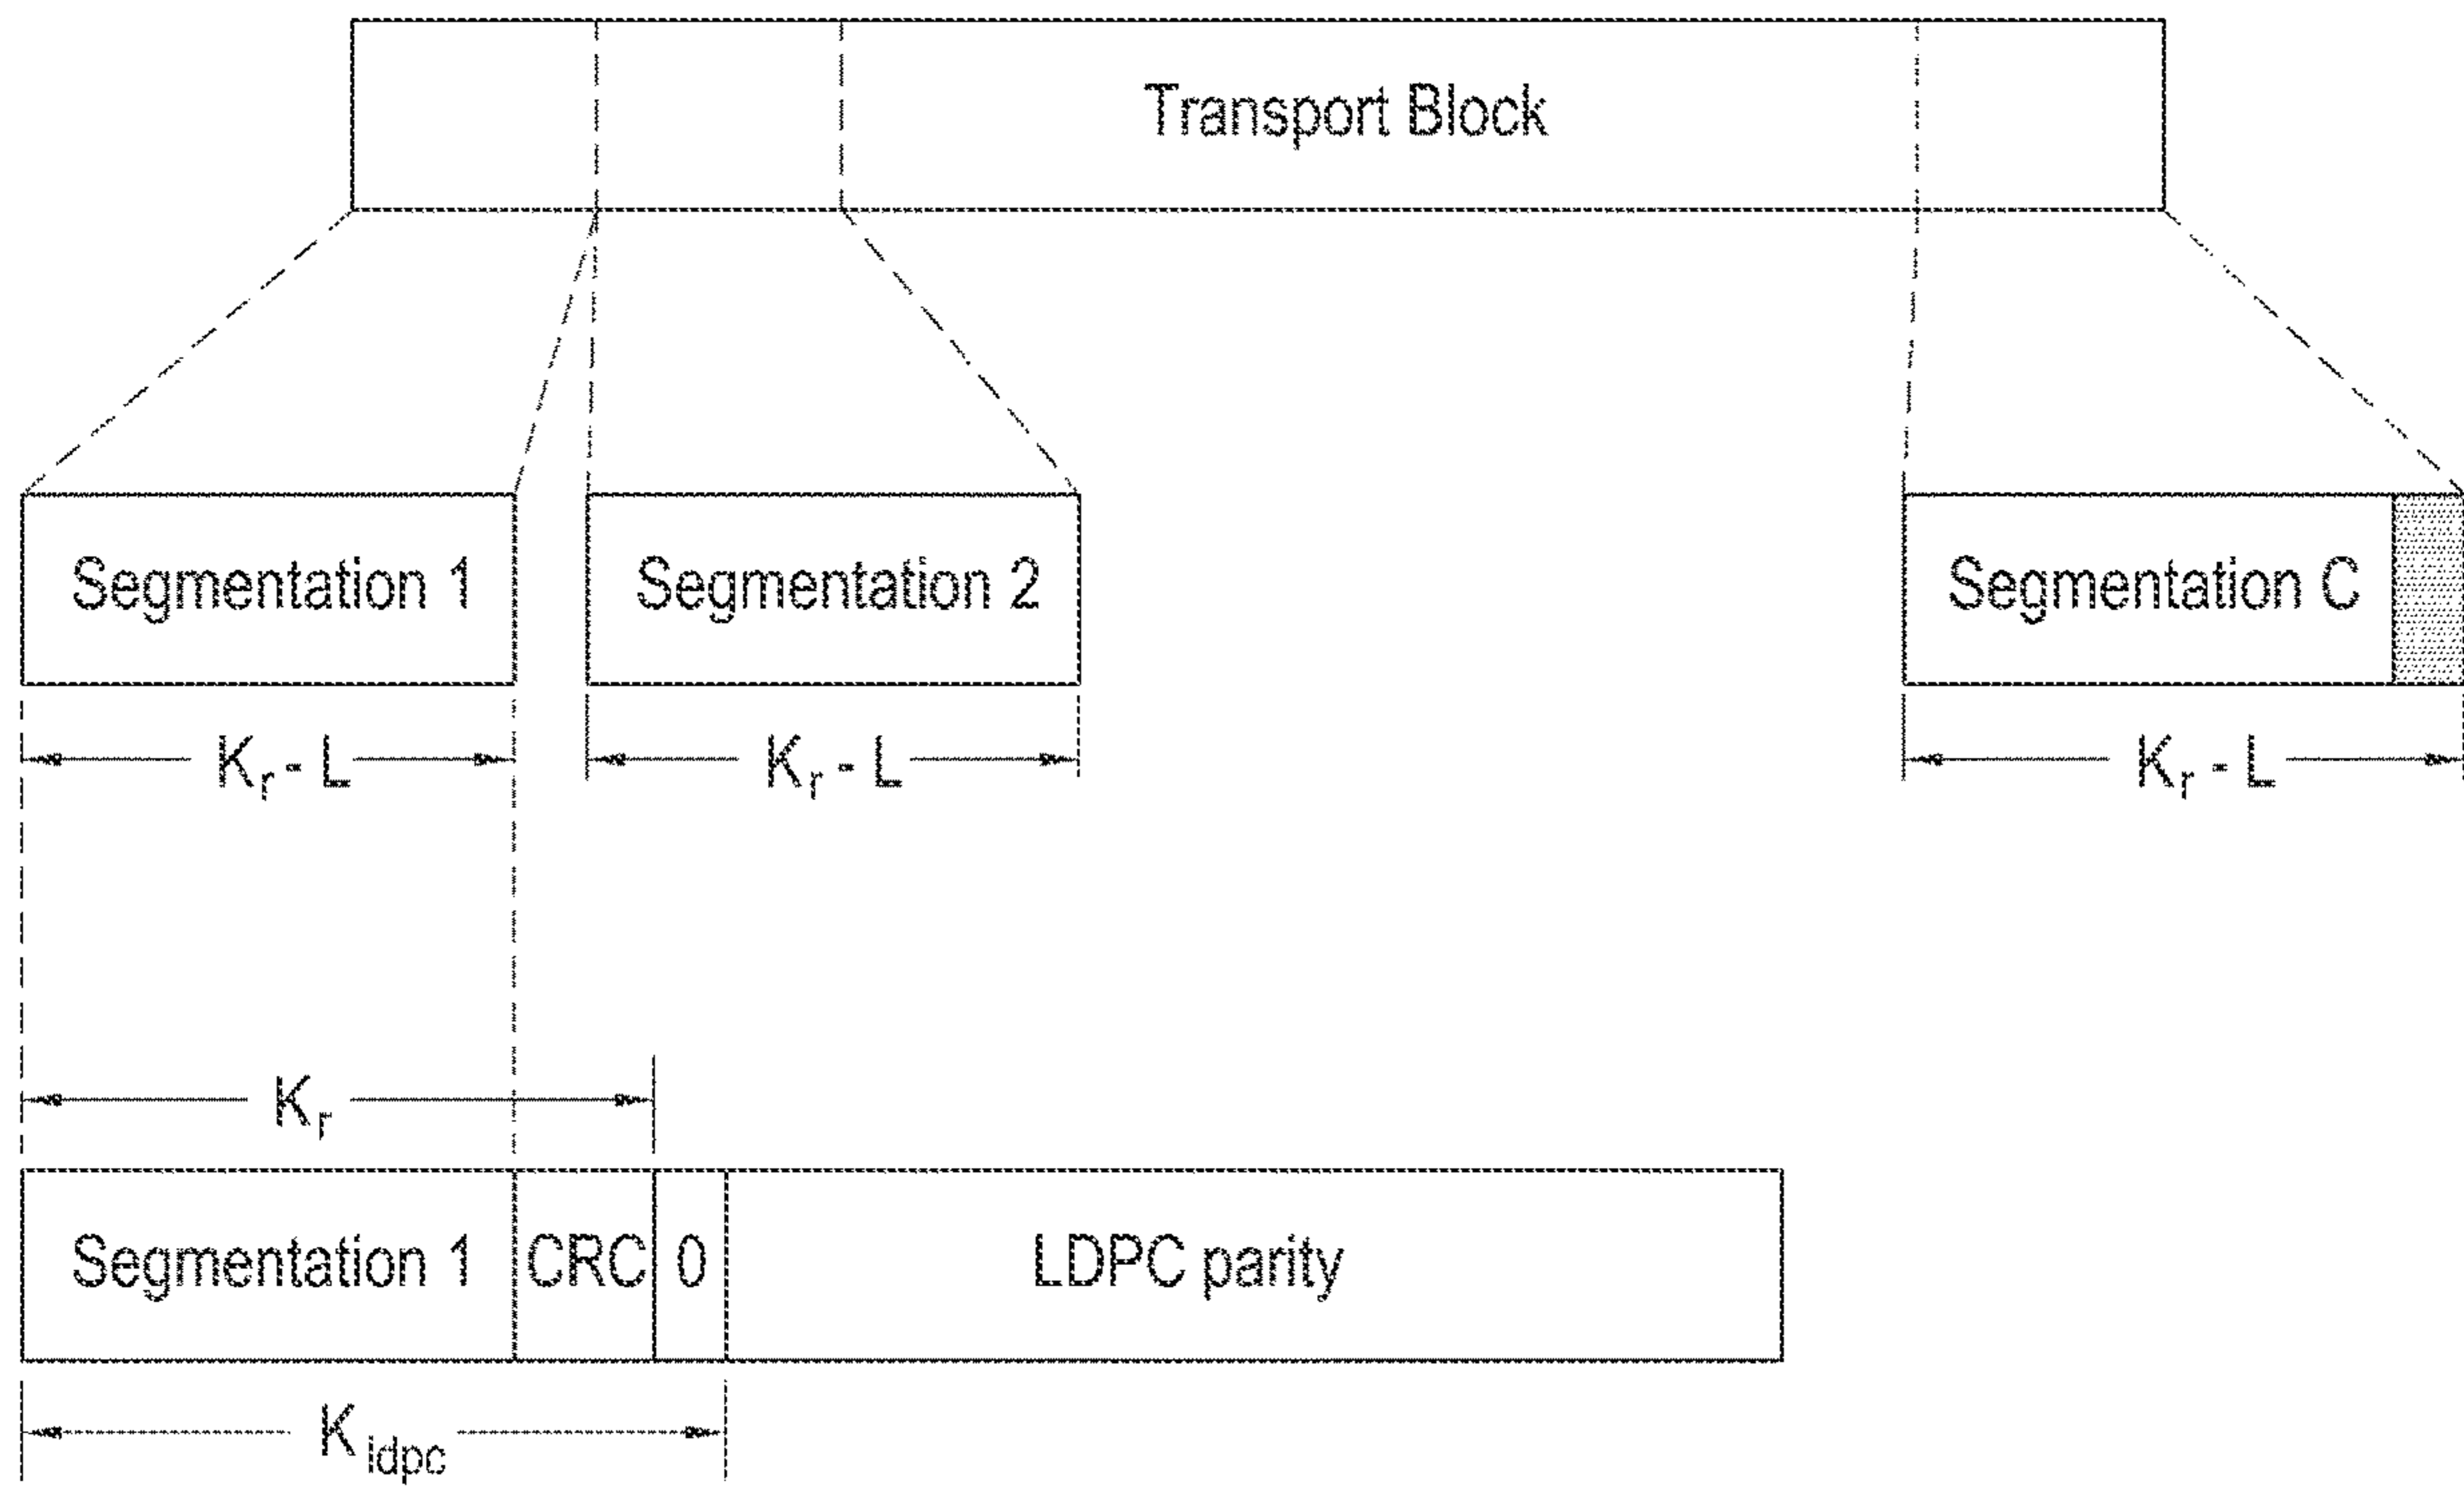 Transport Block
Segmentation 1
Segmentation 2
Segmentation C
Kr - L
Kr - L
Kr - L
Kr
Segmentation 1
CRC
0
LDPC parity
Kldpc